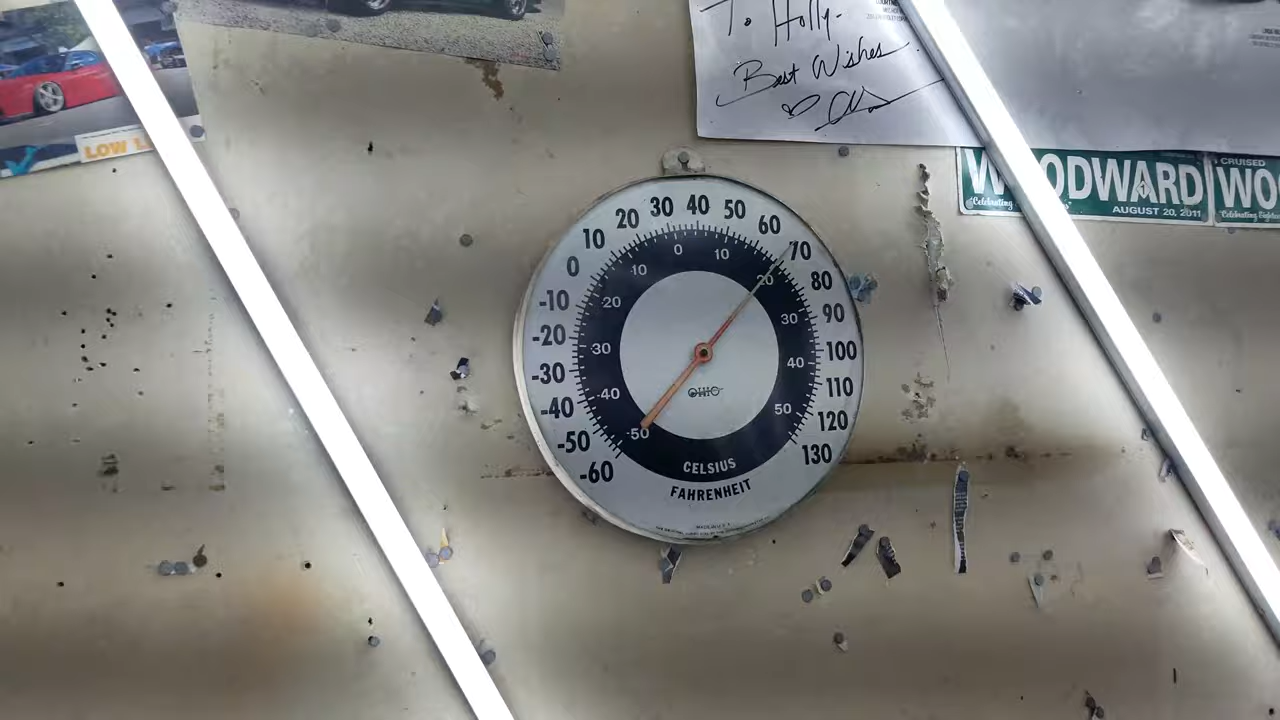 LOW
To Holly-
Best Wishes
WOODWARD
Celebrating
AUGUST 20, 2011
CRUISED
WOO
Celebrating
-60
-50
-40
-30
-20
-10
0
10
20
30
40
50
60
70
80
90
100
110
120
130
-50
-40
-30
20
10
0
10
20
30
40
50
OHIO
CELSIUS
FAHRENHEIT